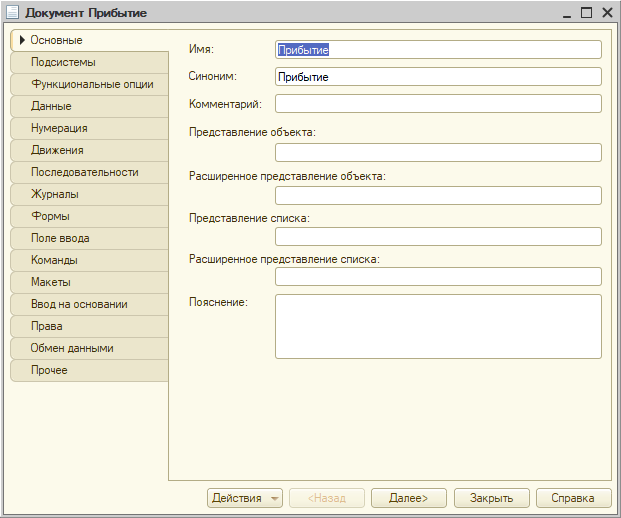 Документ Прибытие
Основные
Подсистемы
Функциональные опции
Данные
Нумерация
Движения
Последовательности
Журналы
Формы
Поле ввода
Команды
Макеты
Ввод на основании
Права
Обмен данными
Прочее
Имя: Прибытие
Синоним: Прибытие
Комментарий:
Представление объекта:
Расширенное представление объекта:
Представление списка:
Расширенное представление списка:
Пояснение:
Действия <Назад Далее> Закрыть Справка